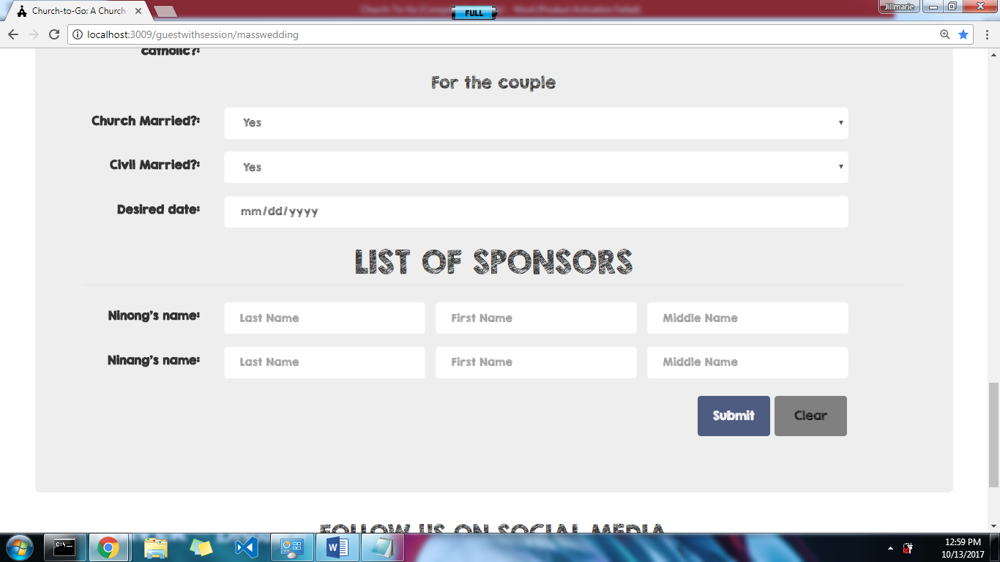 Church-to-Go: A Church
FULL
Jillmarie
localhost:3009/guestwithsession/masswedding
catholic?:
For the couple
Church Married?: Yes
Civil Married?: Yes
Desired date: mm/dd/yyyy
LIST OF SPONSORS
Ninong's name: Last Name First Name Middle Name
Ninang's name: Last Name First Name Middle Name
Submit Clear
FOLLOW US ON SOCIAL MEDIA
12:59 PM
10/13/2017